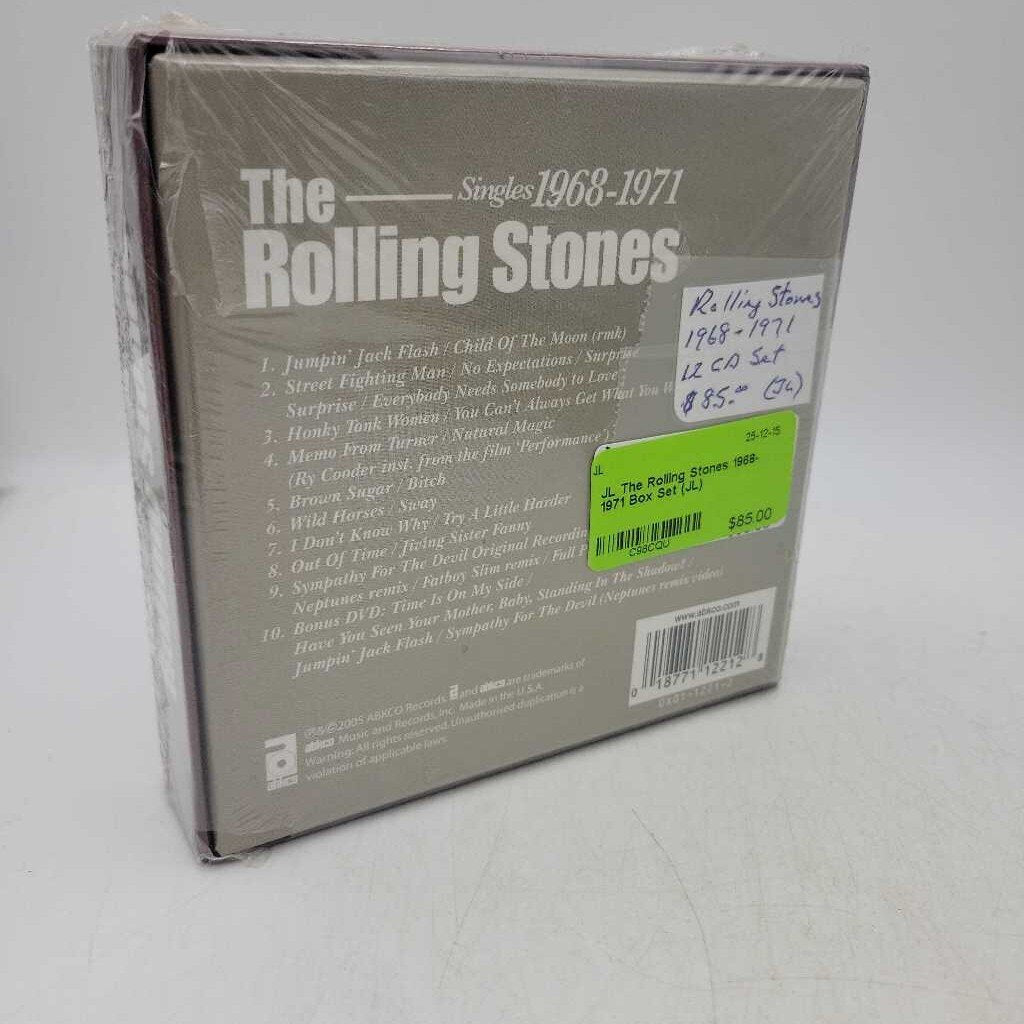 The
Singles 1968-1971
Rolling Stones
1. Jumpin' Jack Flash / Child Of The Moon (rmk)
2. Street Fighting Man / No Expectations / Surprise
Surprise / Everybody Needs Somebody to Love
3. Honky Tonk Women / You Can't Always Get What You W
4. Memo From Turner / Natural Magic
(Ry Cooder inst. from the film 'Performance')
5. Brown Sugar / Bitch
6. Wild Horses / Sway
7. I Don't Know Why / Try A Little Harder
8. Out Of Time / Jiving Sister Fanny
9. Sympathy For The Devil Original Recordin
Neptunes remix / Fatboy Slim remix / Full P
10. Bonus DVD: Time Is On My Side /
Have You Seen Your Mother, Baby, Standing In The Shadow? /
Jumpin' Jack Flash / Sympathy For The Devil (Neptunes remix video)
Rolling Stones
1968-1971
12 CD Set
$85.00 (JL)
25-12-15
JL
JL The Rolling Stones 1968-
1971 Box Set (JL)
$85.00
C98CQU
www.abkco.com
0 18771 12212 8
abkco
℗&©2005 ABKCO Records. a and abkco are trademarks of
abkco Music and Records, Inc. Made in the U.S.A.
Warning: All rights reserved. Unauthorised duplication is a
violation of applicable laws.